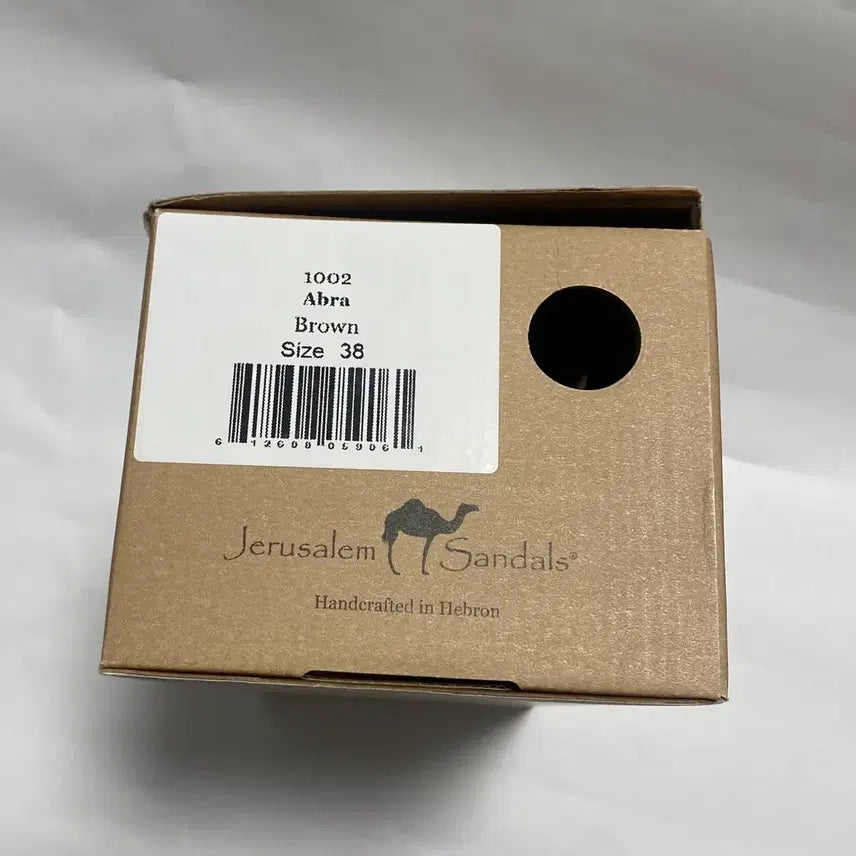 1002
Abra
Brown
Size 38
Jerusalem Sandals®
Handcrafted in Hebron